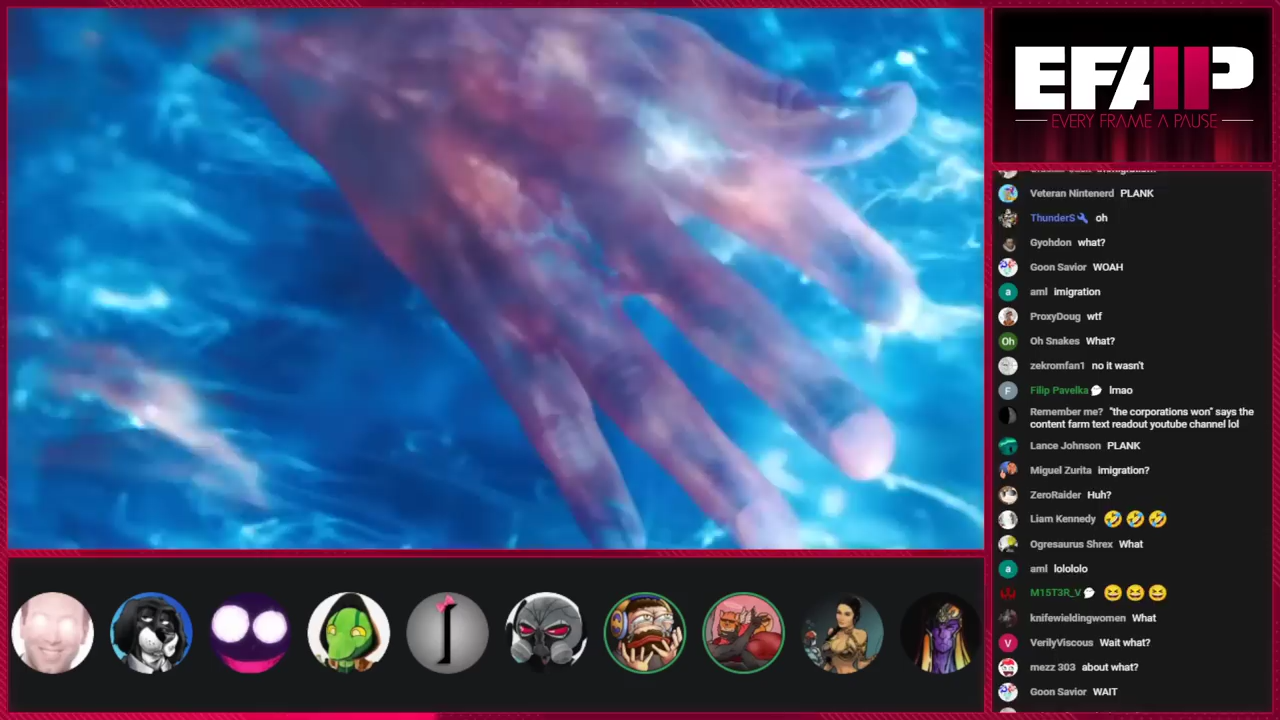 EFAP
EVERY FRAME A PAUSE
Veteran Nintenerd PLANK
ThunderS oh
Gyohdon what?
Goon Savior WOAH
a aml imigration
ProxyDoug wtf
Oh Oh Snakes What?
zekromfan1 no it wasn't
F Filip Pavelka lmao
Remember me? "the corporations won" says the
content farm text readout youtube channel lol
Lance Johnson PLANK
Miguel Zurita imigration?
ZeroRaider Huh?
Liam Kennedy 🤣 🤣 🤣
Ogresaurus Shrex What
a aml lolololo
M15T3R_V 😆 😆 😆
knifewieldingwomen What
V VerilyViscous Wait what?
mezz 303 about what?
Goon Savior WAIT